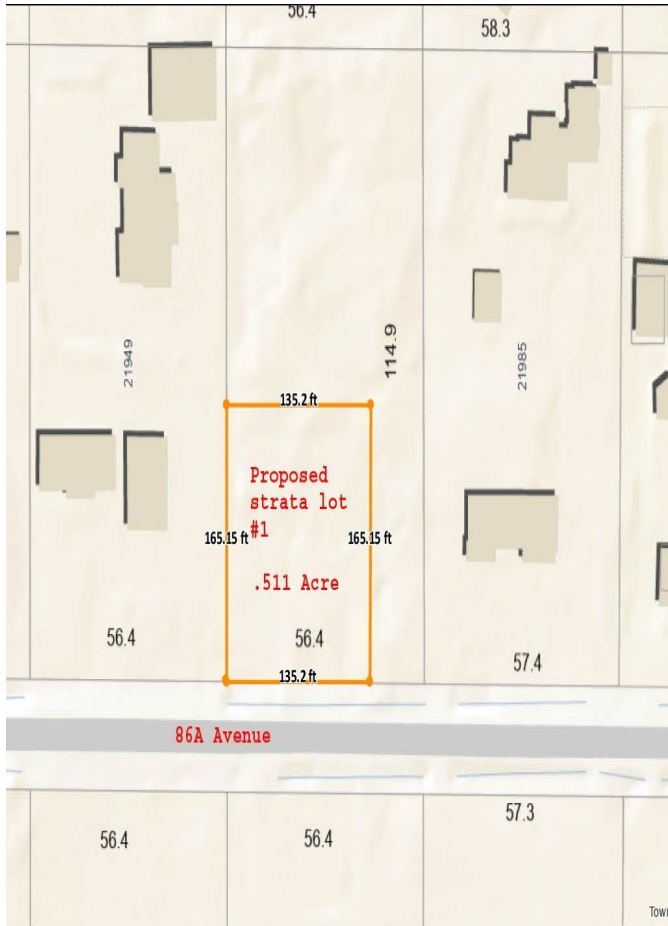 56.4
58.3
21949
114.9
21985
135.2 ft
Proposed
strata lot
#1
165.15 ft
165.15 ft
.511 Acre
56.4
56.4
57.4
135.2 ft
86A Avenue
56.4
56.4
57.3
Town